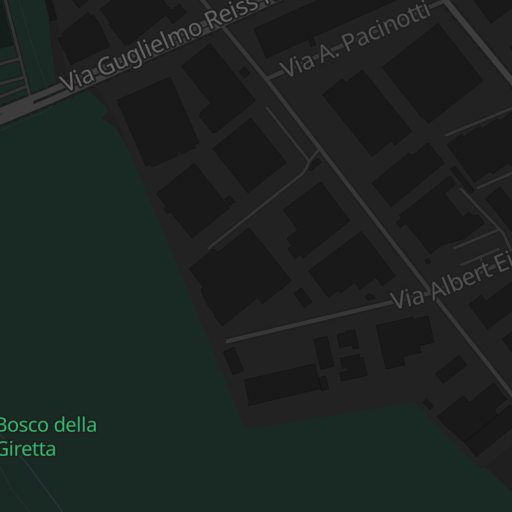 Via Guglielmo Reiss
Via A. Pacinotti
Via Albert Ei
Bosco della
Giretta